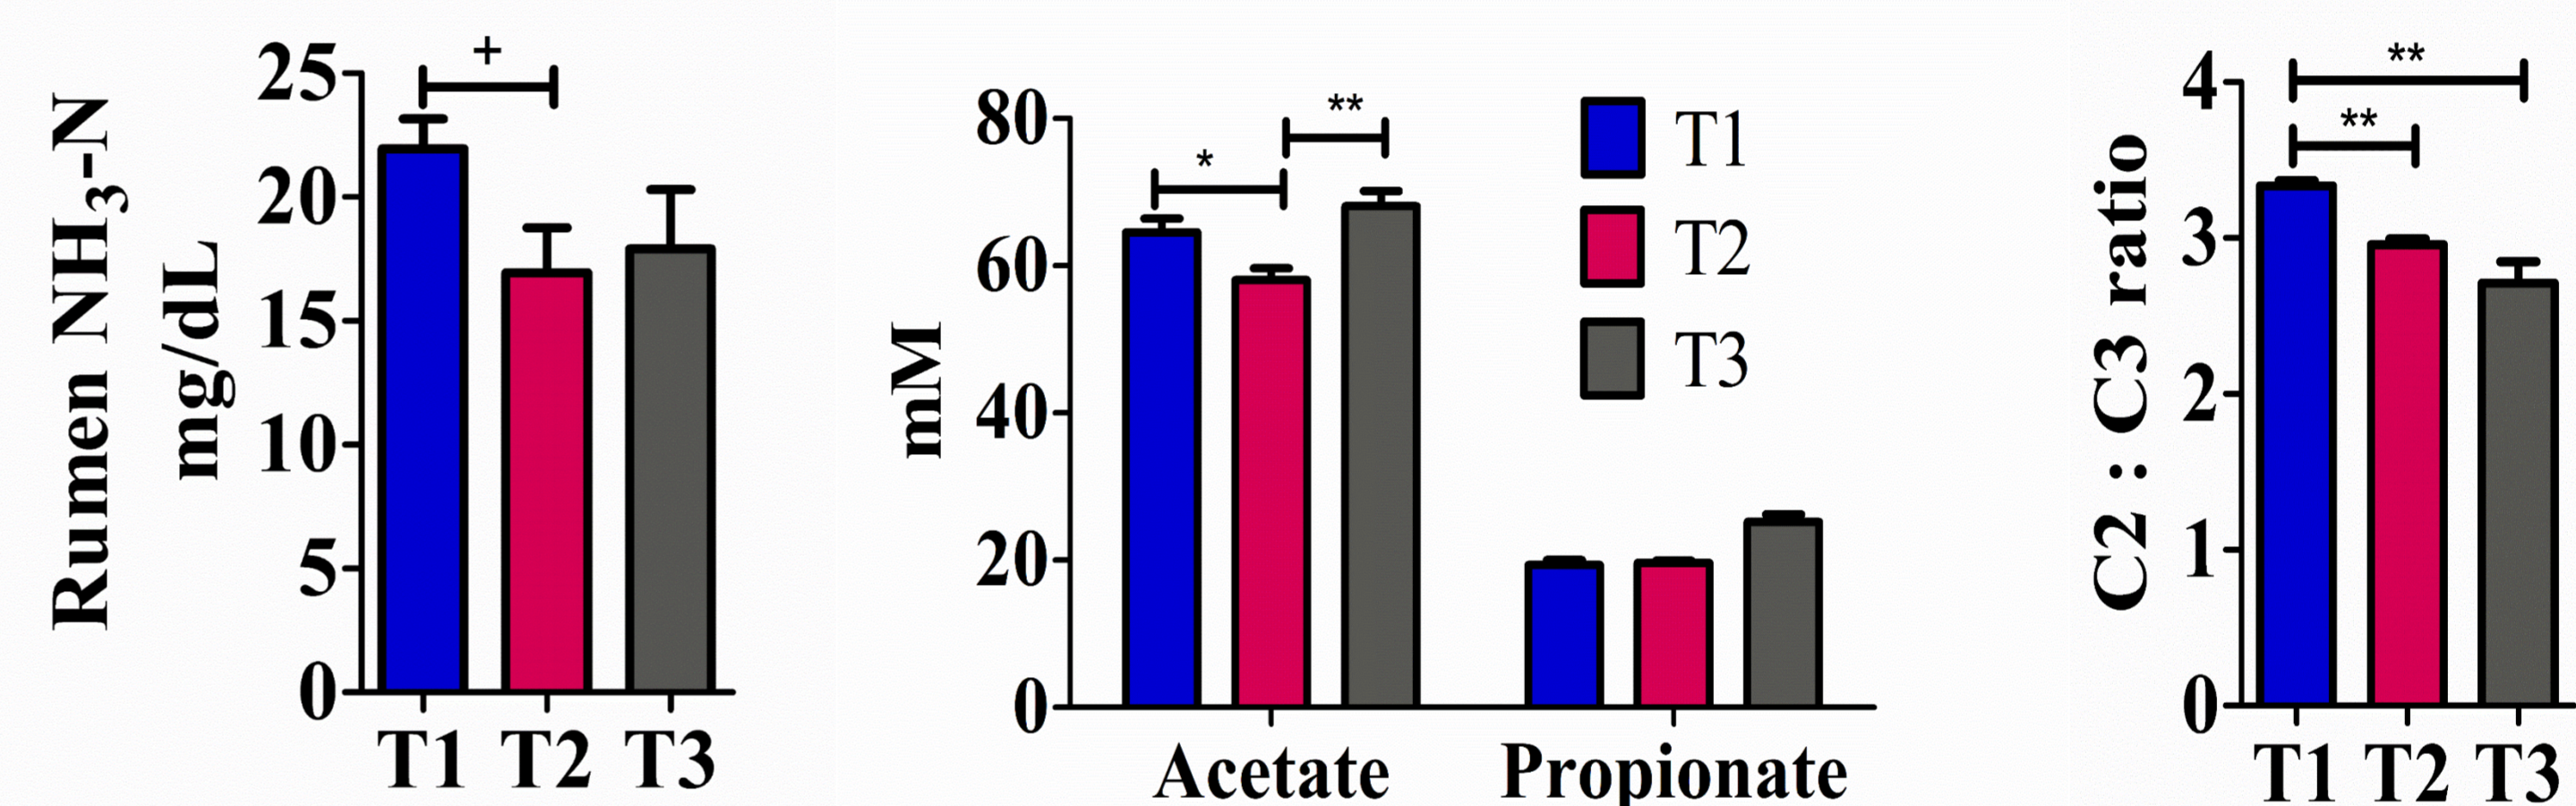 Rumen NH3-N
mg/dL
25
20
15
10
5
0
+
T1 T2 T3
mM
80
60
40
20
0
*
**
T1
T2
T3
Acetate Propionate
C2 : C3 ratio
4
3
2
1
0
**
**
T1 T2 T3